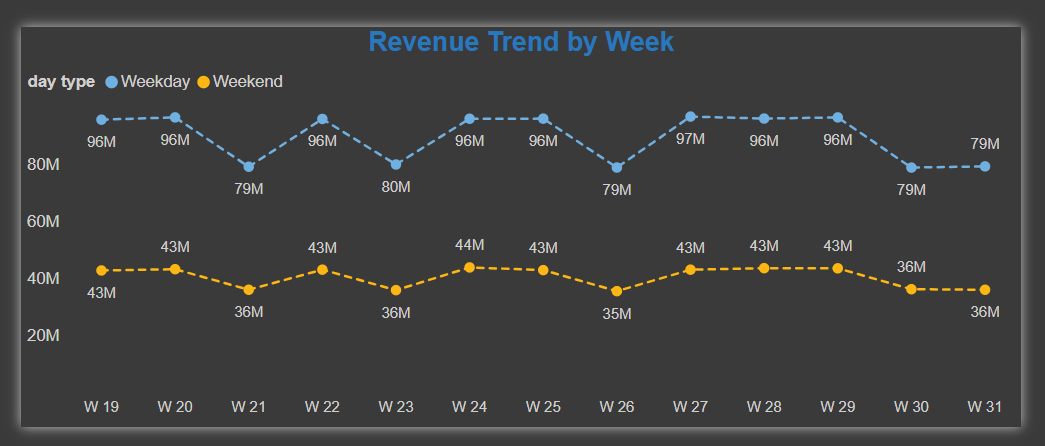 Revenue Trend by Week
day type Weekday Weekend
96M 96M 79M 96M 80M 96M 96M 79M 97M 96M 96M 79M 79M
80M
60M
43M 43M 36M 43M 36M 44M 43M 35M 43M 43M 43M 36M 36M
40M
20M
W 19 W 20 W 21 W 22 W 23 W 24 W 25 W 26 W 27 W 28 W 29 W 30 W 31